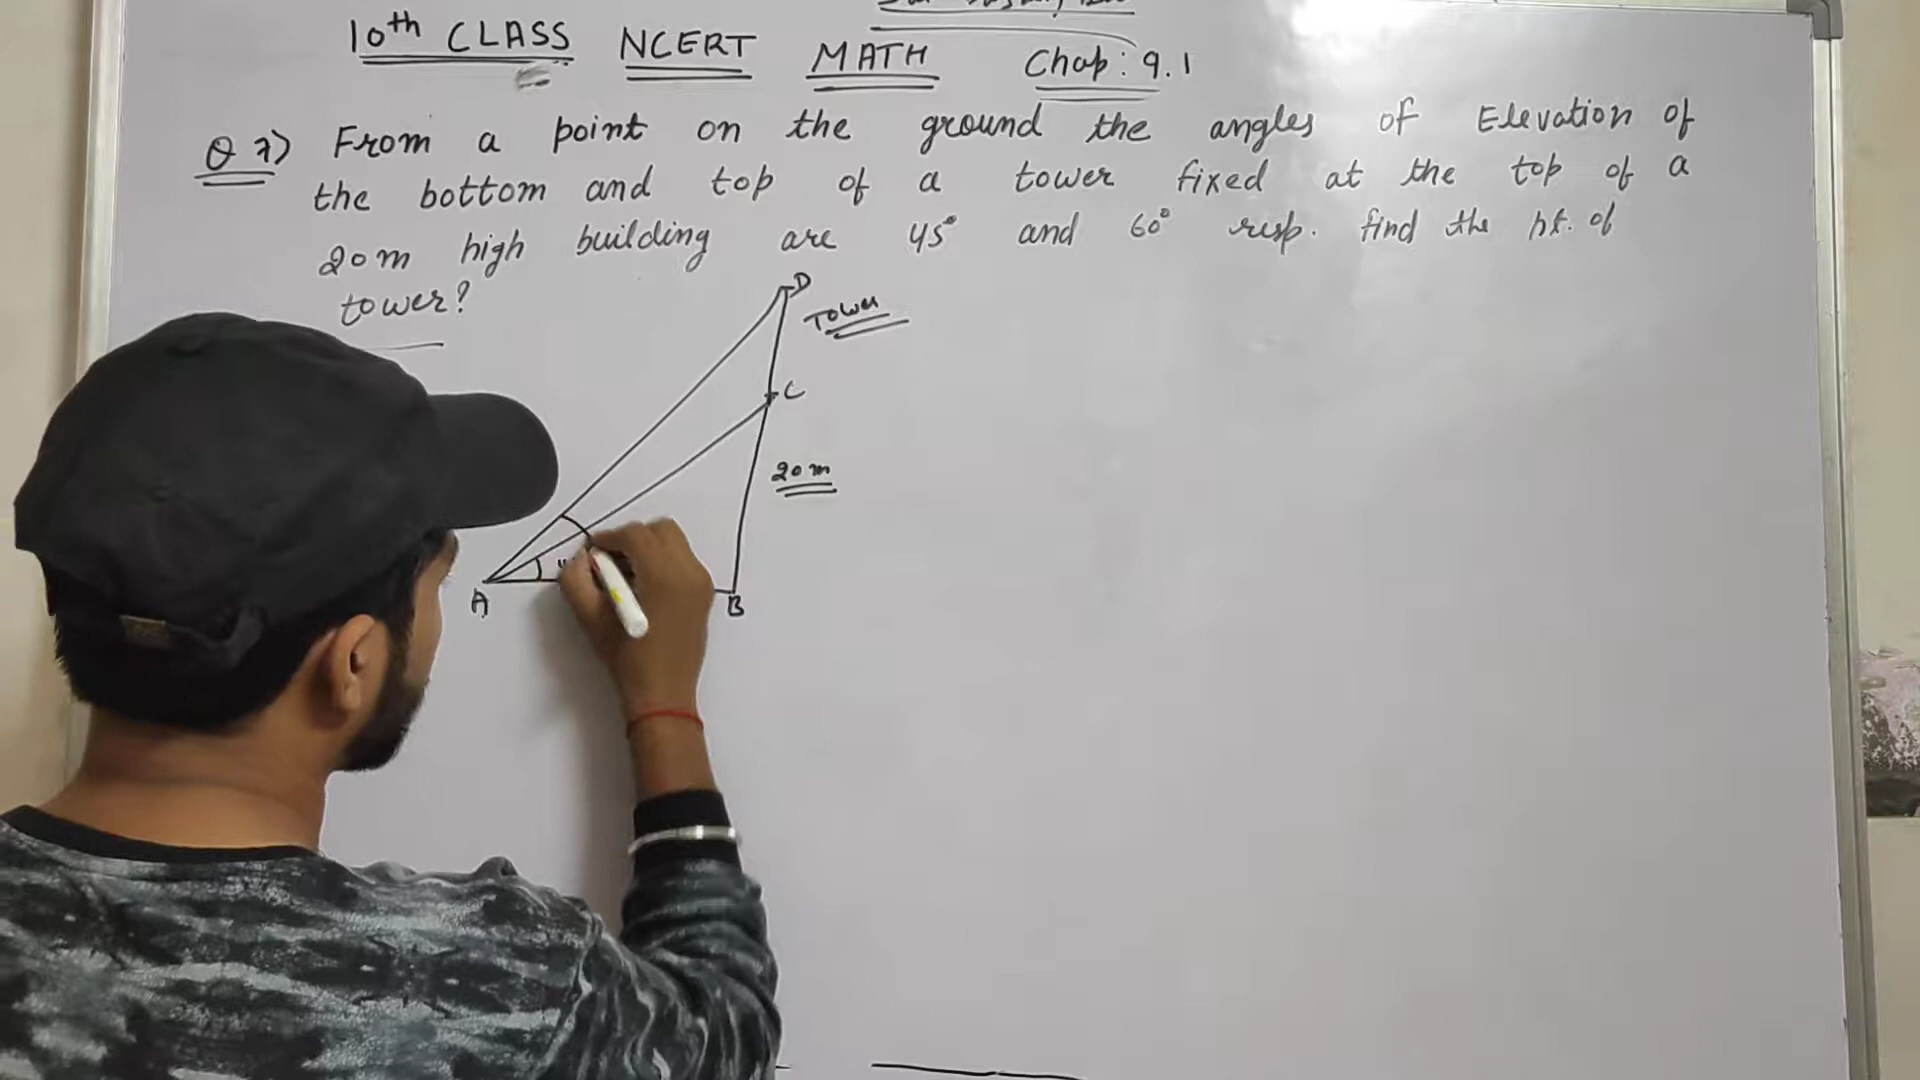 10th CLASS NCERT MATH Chap: 9.1
Q 7) From a point on the ground the angles of Elevation of
the bottom and top of a tower fixed at the top of a
20m high building are 45° and 60° resp. find the ht. of
tower?
D
Tower
C
20 m
A
B